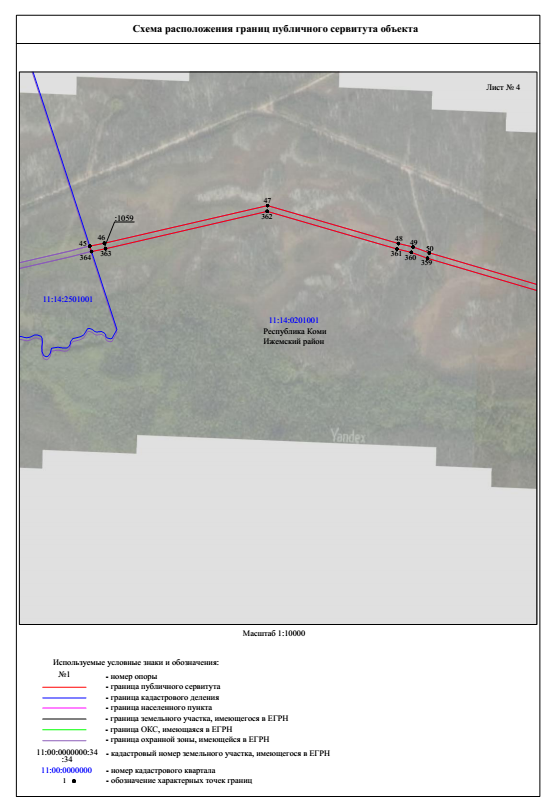 Схема расположения границ публичного сервитута объекта
Лист № 4
47
:1059
46
362
45
48
49
50
364
363
361
360
359
11:14:2501001
11:14:0201001
Республика Коми
Ижемский район
Yandex
Масштаб 1:10000
Используемые условные знаки и обозначения:
№1 - номер опоры
- граница публичного сервитута
- граница кадастрового деления
- граница населенного пункта
- граница земельного участка, имеющегося в ЕГРН
- граница ОКС, имеющаяся в ЕГРН
- граница охранной зоны, имеющейся в ЕГРН
11:00:0000000:34 - кадастровый номер земельного участка, имеющегося в ЕГРН
:34
11:00:0000000 - номер кадастрового квартала
1 - обозначение характерных точек границ